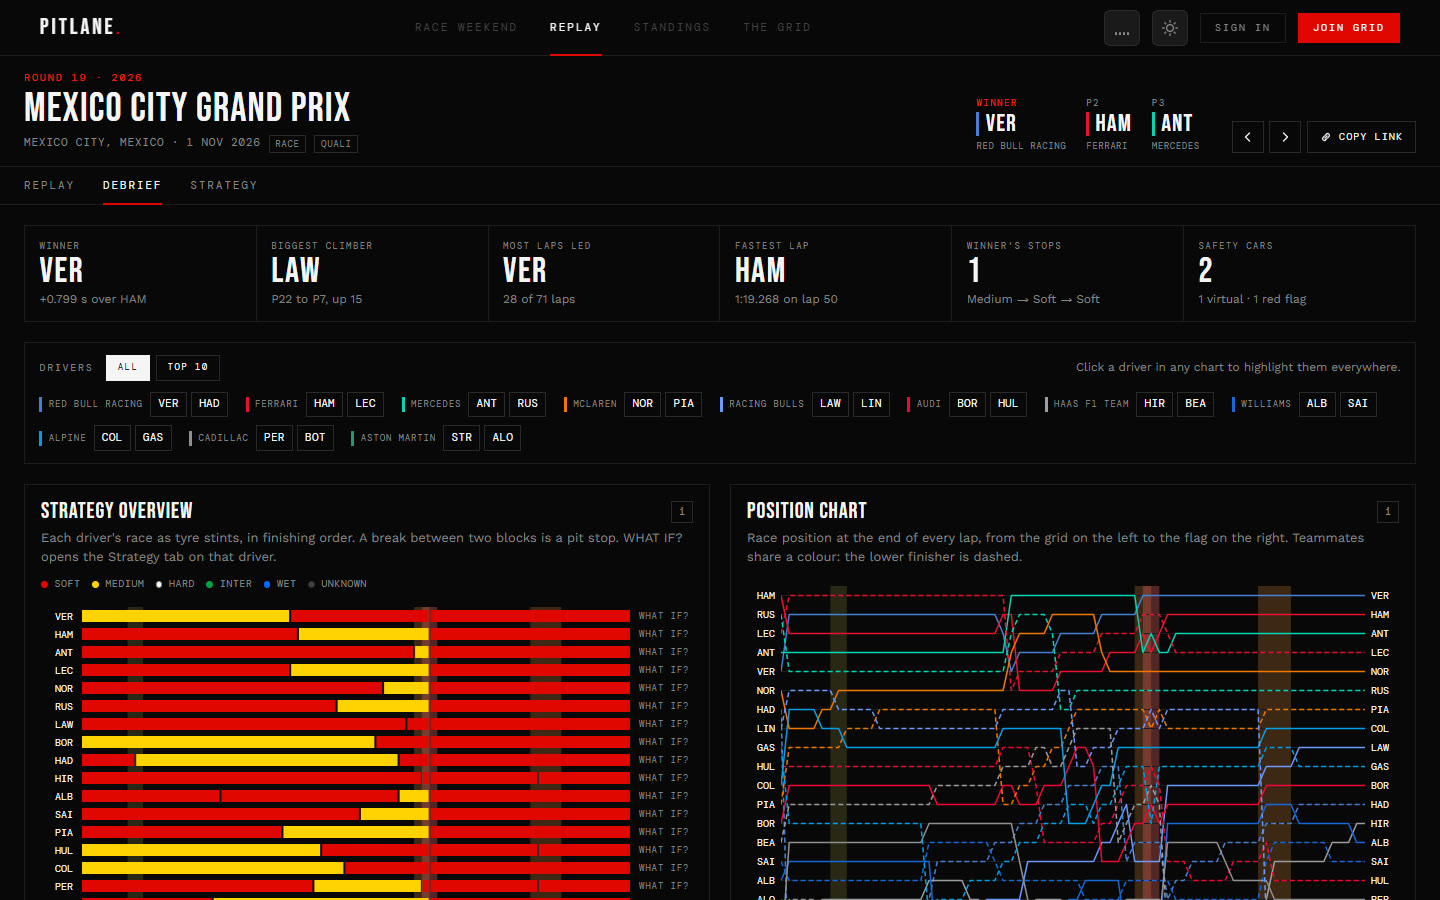 PITLANE.
RACE WEEKEND REPLAY STANDINGS THE GRID
SIGN IN JOIN GRID
ROUND 19 · 2026
MEXICO CITY GRAND PRIX
MEXICO CITY, MEXICO · 1 NOV 2026 RACE QUALI
WINNER P2 P3
VER HAM ANT
RED BULL RACING FERRARI MERCEDES
COPY LINK
REPLAY DEBRIEF STRATEGY
WINNER
VER
+0.799 s over HAM
BIGGEST CLIMBER
LAW
P22 to P7, up 15
MOST LAPS LED
VER
28 of 71 laps
FASTEST LAP
HAM
1:19.268 on lap 50
WINNER'S STOPS
1
Medium → Soft → Soft
SAFETY CARS
2
1 virtual · 1 red flag
DRIVERS ALL TOP 10
Click a driver in any chart to highlight them everywhere.
RED BULL RACING VER HAD FERRARI HAM LEC MERCEDES ANT RUS MCLAREN NOR PIA RACING BULLS LAW LIN AUDI BOR HUL HAAS F1 TEAM HIR BEA WILLIAMS ALB SAI
ALPINE COL GAS CADILLAC PER BOT ASTON MARTIN STR ALO
STRATEGY OVERVIEW
i
Each driver's race as tyre stints, in finishing order. A break between two blocks is a pit stop. WHAT IF?
opens the Strategy tab on that driver.
SOFT MEDIUM HARD INTER WET UNKNOWN
VER WHAT IF?
HAM WHAT IF?
ANT WHAT IF?
LEC WHAT IF?
NOR WHAT IF?
RUS WHAT IF?
LAW WHAT IF?
BOR WHAT IF?
HAD WHAT IF?
HIR WHAT IF?
ALB WHAT IF?
SAI WHAT IF?
PIA WHAT IF?
HUL WHAT IF?
COL WHAT IF?
PER WHAT IF?
POSITION CHART
i
Race position at the end of every lap, from the grid on the left to the flag on the right. Teammates
share a colour: the lower finisher is dashed.
HAM VER
RUS HAM
LEC ANT
ANT LEC
VER NOR
NOR RUS
HAD PIA
LIN COL
GAS LAW
HUL GAS
COL BOR
PIA HAD
BOR HIR
BEA ALB
SAI SAI
ALB HUL
ALO PER